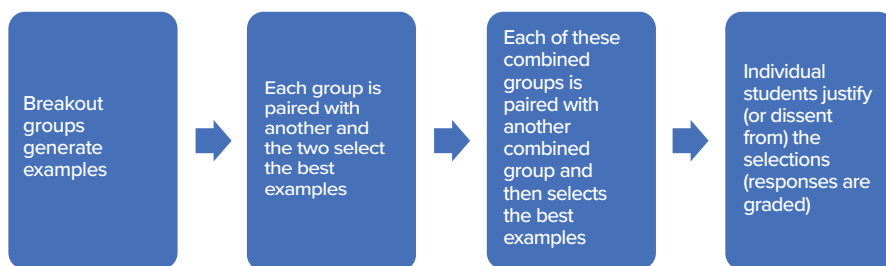 Breakout
groups
generate
examples
Each group is
paired with
another and
the two select
the best
examples
Each of these
combined
groups is
paired with
another
combined
group and
then selects
the best
examples
Individual
students justify
(or dissent
from) the
selections
(responses are
graded)